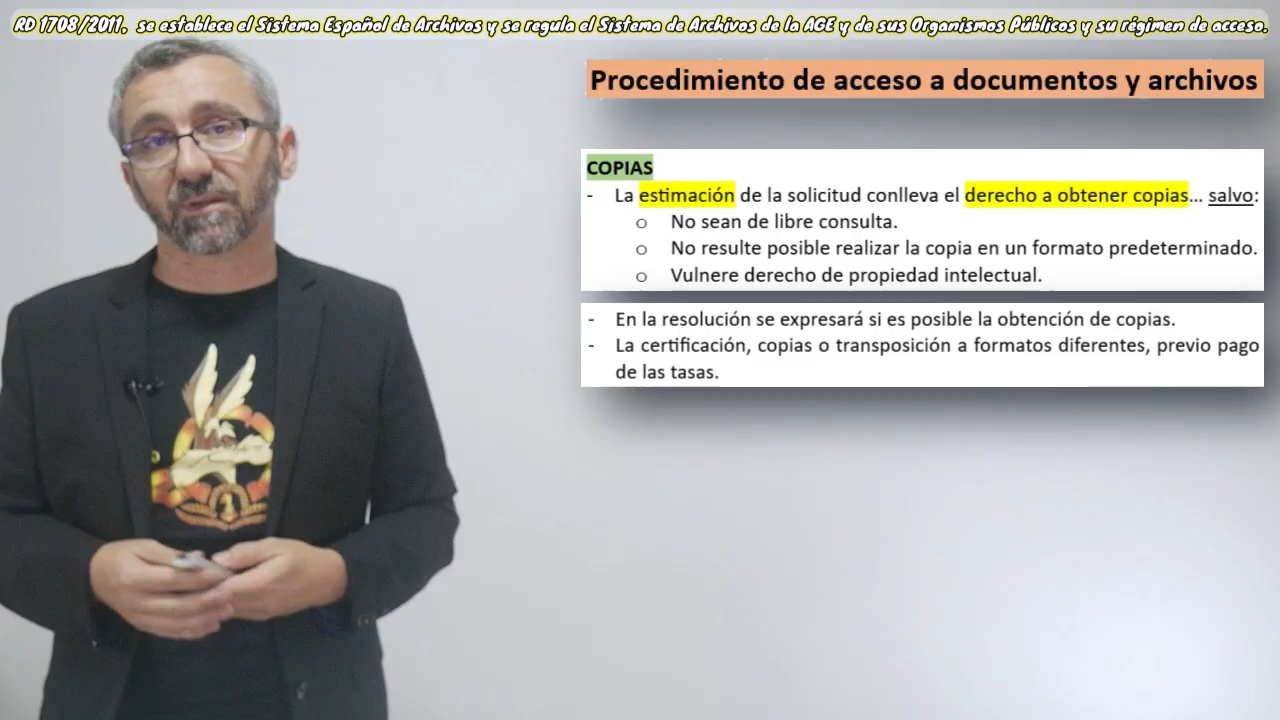 RD 1708/2011, se establece el Sistema Español de Archivos y se regula el Sistema de Archivos de la AGE y de sus Organismos Públicos y su régimen de acceso.
Procedimiento de acceso a documentos y archivos
COPIAS
- La estimación de la solicitud conlleva el derecho a obtener copias... salvo:
o No sean de libre consulta.
o No resulte posible realizar la copia en un formato predeterminado.
o Vulnere derecho de propiedad intelectual.
- En la resolución se expresará si es posible la obtención de copias.
- La certificación, copias o transposición a formatos diferentes, previo pago
de las tasas.